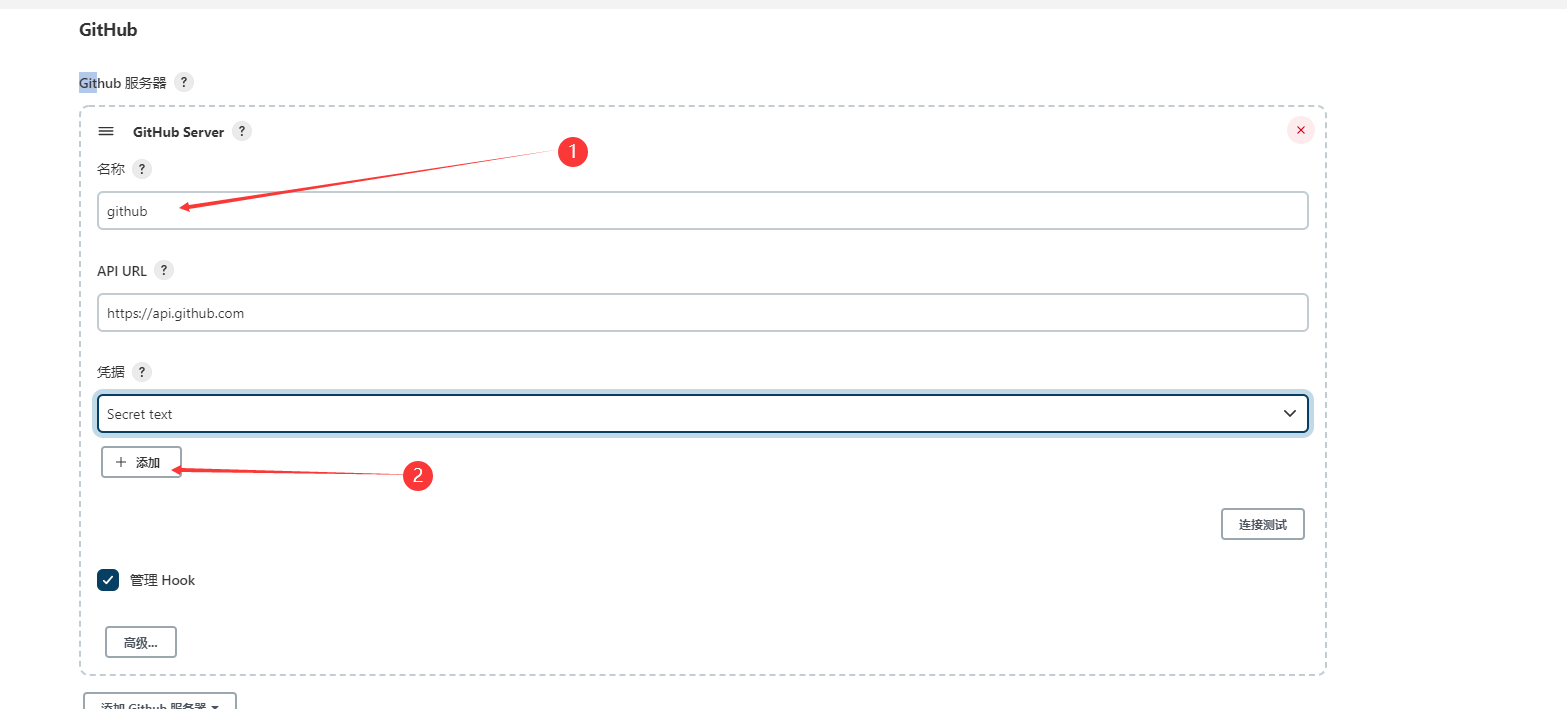 GitHub
Github 服务器 ?
GitHub Server ?
名称 ?
1
github
API URL ?
https://api.github.com
凭据 ?
Secret text
+ 添加
2
连接测试
管理 Hook
高级...
添加 Github 服务器